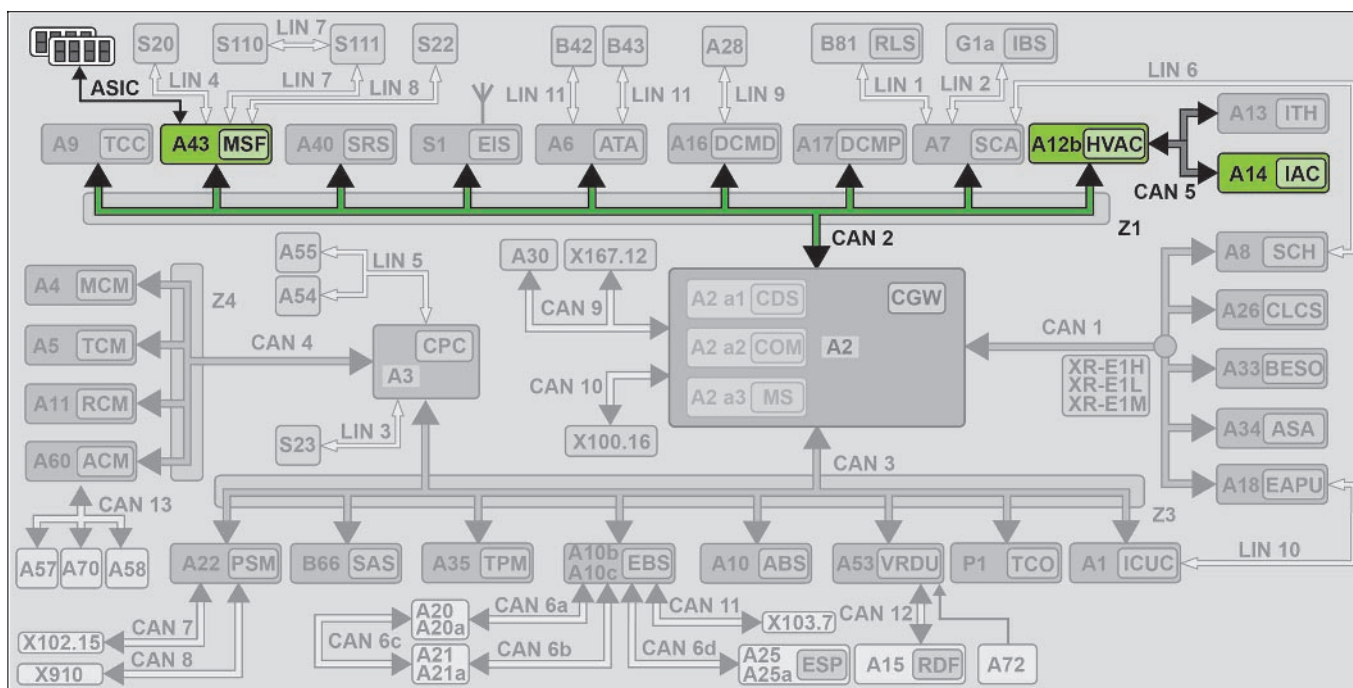 S20
S110
LIN 7
S111
S22
B42
B43
A28
B81 RLS
G1a IBS
ASIC
LIN 4
LIN 7
LIN 8
LIN 11
LIN 11
LIN 9
LIN 1
LIN 2
LIN 6
A9 TCC
A43 MSF
A40 SRS
S1 EIS
A6 ATA
A16 DCMD
A17 DCMP
A7 SCA
A12b HVAC
A13 ITH
A14 IAC
CAN 5
Z1
CAN 2
A55
A54
LIN 5
A30
X167.12
CAN 9
A4 MCM
A5 TCM
A11 RCM
A60 ACM
Z4
CAN 4
CPC
A3
S23
LIN 3
CAN 10
X100.16
A2 a1 CDS
A2 a2 COM
A2 a3 MS
CGW
A2
CAN 1
XR-E1H
XR-E1L
XR-E1M
A8 SCH
A26 CLCS
A33 BESO
A34 ASA
A18 EAPU
CAN 13
A57
A70
A58
CAN 3
Z3
LIN 10
A22 PSM
B66 SAS
A35 TPM
A10b
A10c
EBS
A10 ABS
A53 VRDU
P1 TCO
A1 ICUC
X102.15
CAN 7
X910
CAN 8
CAN 6c
A20
A20a
CAN 6a
A21
A21a
CAN 6b
CAN 11
X103.7
CAN 6d
A25
A25a
ESP
CAN 12
A15 RDF
A72